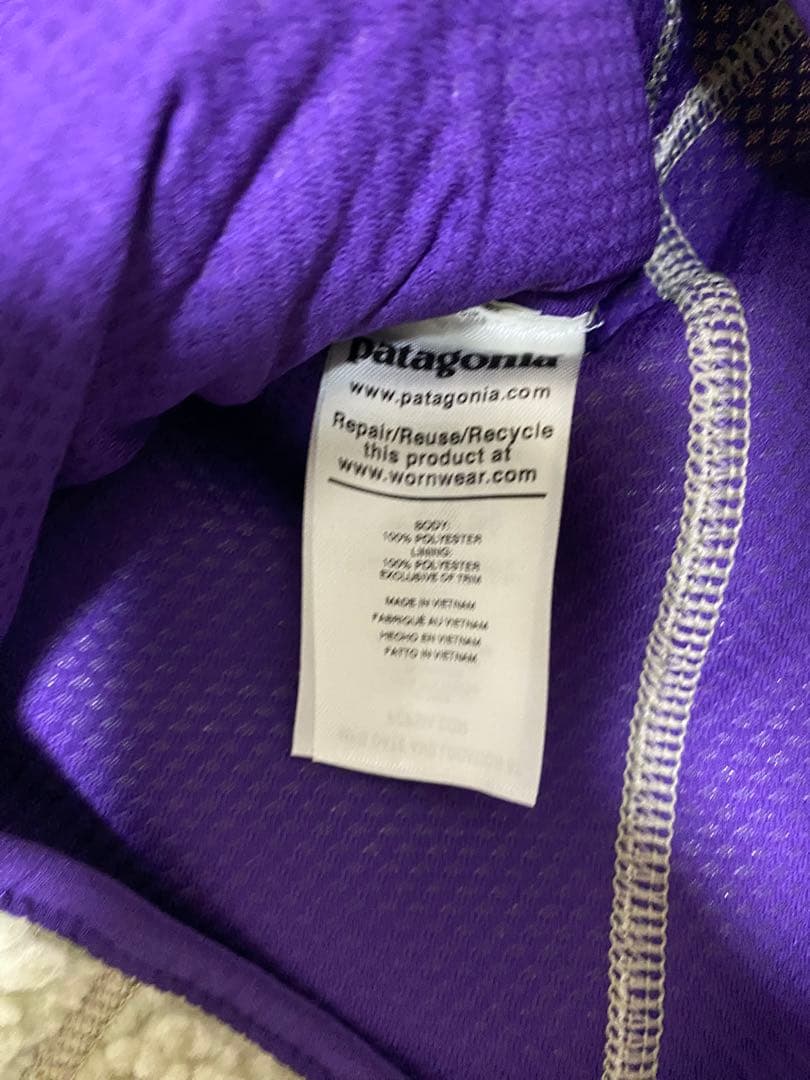 patagonia
www.patagonia.com
Repair/Reuse/Recycle
this product at
www.wornwear.com
BODY:
100% POLYESTER
LINING:
100% POLYESTER
EXCLUSIVE OF TRIM
MADE IN VIETNAM
FABRIQUÉ AU VIETNAM
HECHO EN VIETNAM
FATTO IN VIETNAM